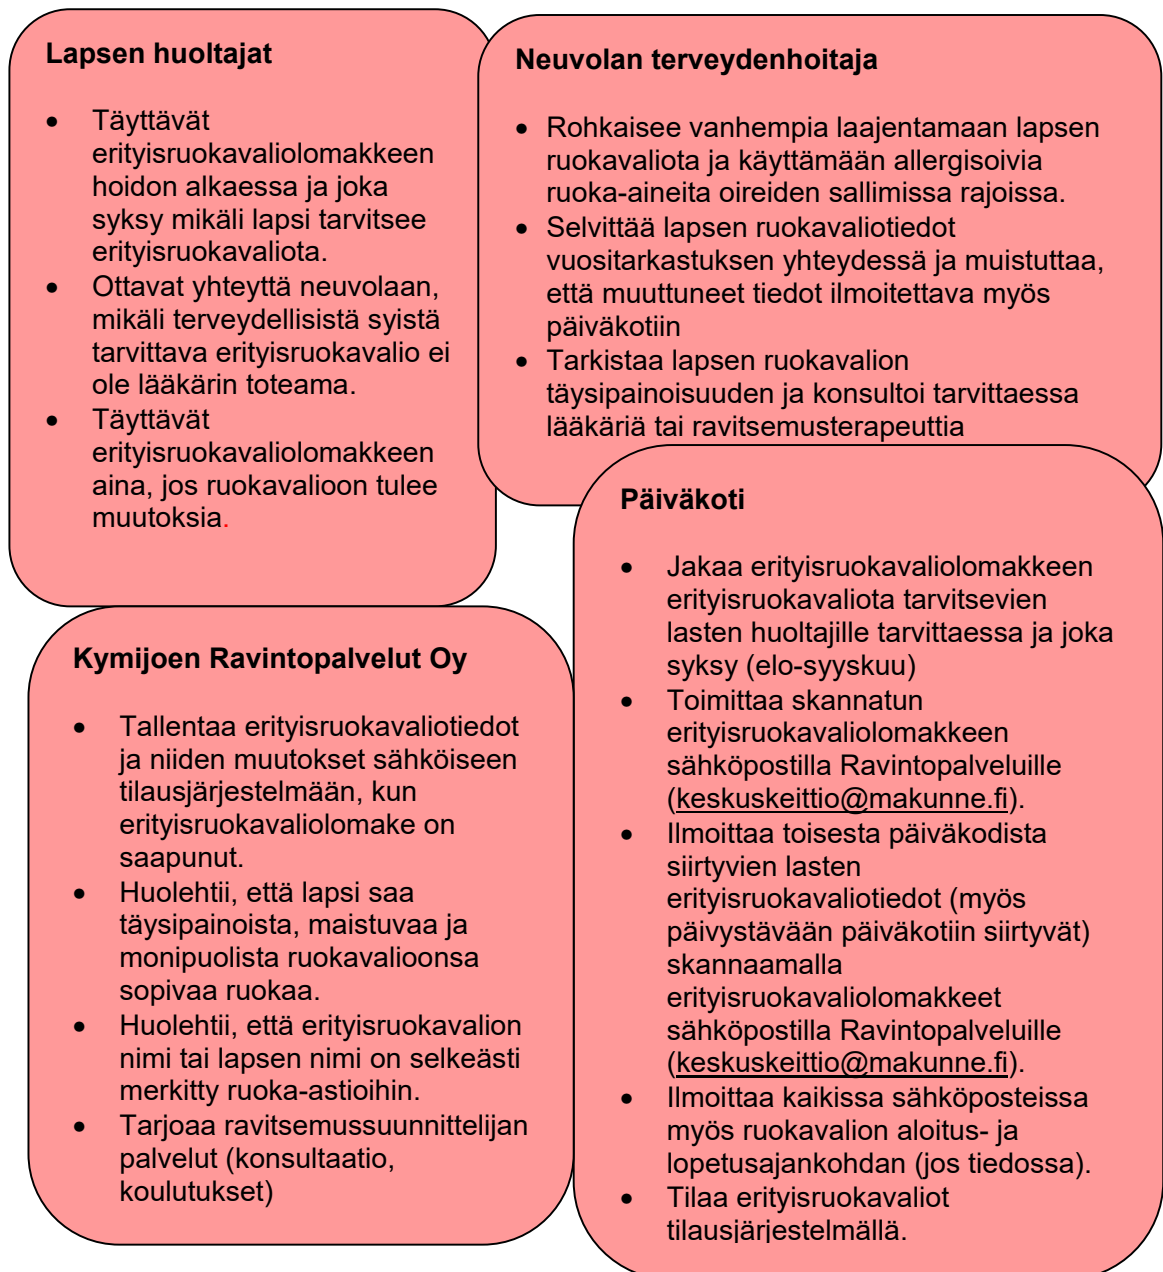 Lapsen huoltajat
• Täyttävät
erityisruokavaliolomakkeen
hoidon alkaessa ja joka
syksy mikäli lapsi tarvitsee
erityisruokavaliota.
• Ottavat yhteyttä neuvolaan,
mikäli terveydellisistä syistä
tarvittava erityisruokavalio ei
ole lääkärin toteama.
• Täyttävät
erityisruokavaliolomakkeen
aina, jos ruokavalioon tulee
muutoksia.
Neuvolan terveydenhoitaja
• Rohkaisee vanhempia laajentamaan lapsen
ruokavaliota ja käyttämään allergisoivia
ruoka-aineita oireiden sallimissa rajoissa.
• Selvittää lapsen ruokavaliotiedot
vuositarkastuksen yhteydessä ja muistuttaa,
että muuttuneet tiedot ilmoitettava myös
päiväkotiin
• Tarkistaa lapsen ruokavalion
täysipainoisuuden ja konsultoi tarvittaessa
lääkäriä tai ravitsemusterapeuttia
Kymijoen Ravintopalvelut Oy
• Tallentaa erityisruokavaliotiedot
ja niiden muutokset sähköiseen
tilausjärjestelmään, kun
erityisruokavaliolomake on
saapunut.
• Huolehtii, että lapsi saa
täysipainoista, maistuvaa ja
monipuolista ruokavalioonsa
sopivaa ruokaa.
• Huolehtii, että erityisruokavalion
nimi tai lapsen nimi on selkeästi
merkitty ruoka-astioihin.
• Tarjoaa ravitsemussuunnittelijan
palvelut (konsultaatio,
koulutukset)
Päiväkoti
• Jakaa erityisruokavaliolomakkeen
erityisruokavaliota tarvitsevien
lasten huoltajille tarvittaessa ja joka
syksy (elo-syyskuu)
• Toimittaa skannatun
erityisruokavaliolomakkeen
sähköpostilla Ravintopalveluille
(keskuskeittio@makunne.fi).
• Ilmoittaa toisesta päiväkodista
siirtyvien lasten
erityisruokavaliotiedot (myös
päivystävään päiväkotiin siirtyvät)
skannaamalla
erityisruokavaliolomakkeet
sähköpostilla Ravintopalveluille
(keskuskeittio@makunne.fi).
• Ilmoittaa kaikissa sähköposteissa
myös ruokavalion aloitus- ja
lopetusajankohdan (jos tiedossa).
• Tilaa erityisruokavaliot
tilausjärjestelmällä.